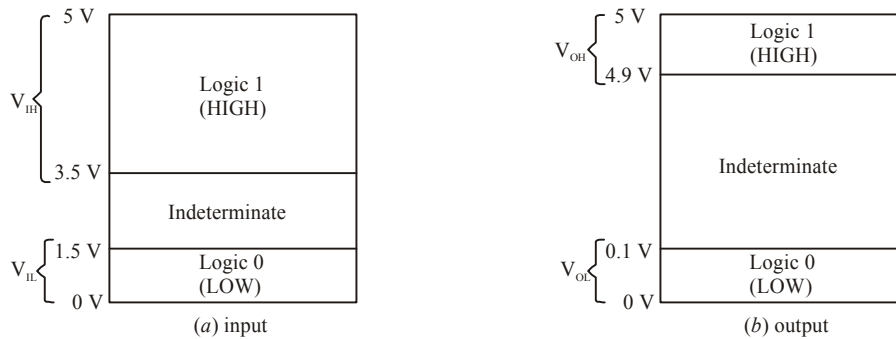 5 V
V_IH
Logic 1
(HIGH)
3.5 V
Indeterminate
1.5 V
V_IL
Logic 0
(LOW)
0 V
(a) input
5 V
V_OH
Logic 1
(HIGH)
4.9 V
Indeterminate
0.1 V
V_OL
Logic 0
(LOW)
0 V
(b) output